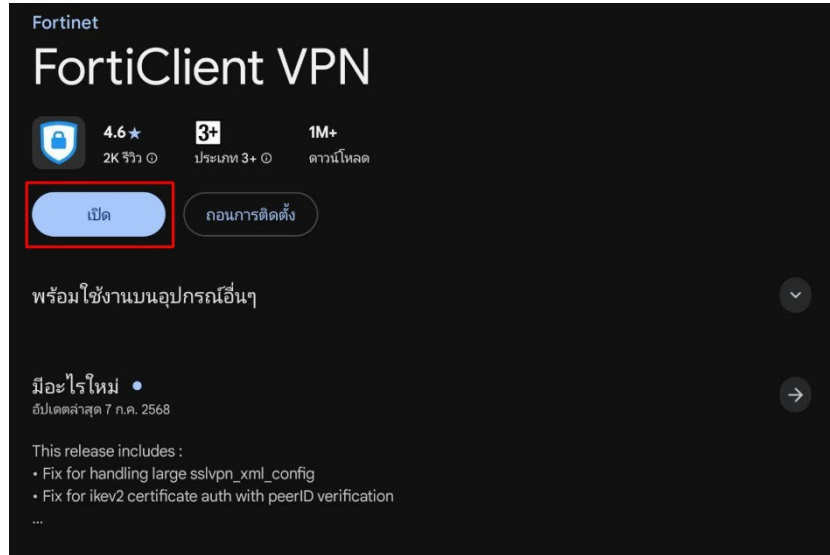 Fortinet
FortiClient VPN
4.6★ 3+ 1M+
2K รีวิว ประเภท 3+ ดาวน์โหลด
เปิด ถอนการติดตั้ง
พร้อมใช้งานบนอุปกรณ์อื่นๆ
มีอะไรใหม่ •
อัปเดตล่าสุด 7 ก.ค. 2568
This release includes :
• Fix for handling large sslvpn_xml_config
• Fix for ikev2 certificate auth with peerID verification
...